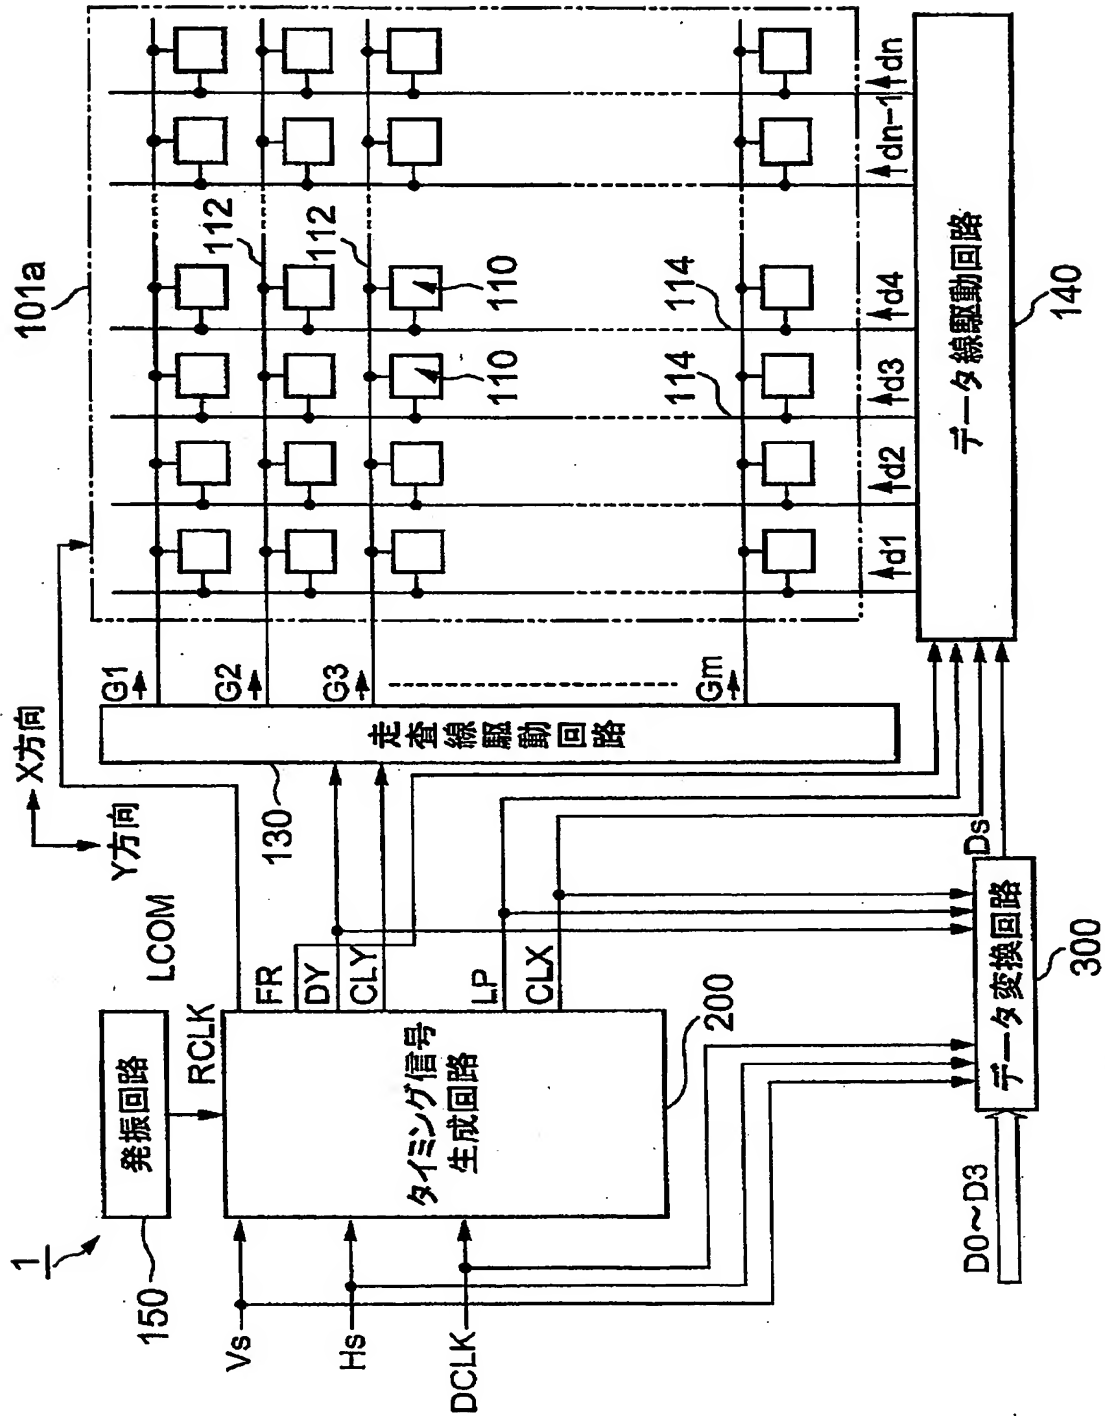 1
150
発振回路
RCLK
LCOM
X方向
Y方向
101a
Vs
Hs
DCLK
タイミング信号
生成回路
200
FR
DY
CLY
LP
CLX
130
走査線駆動回路
G1
G2
G3
Gm
112
112
110
110
114
114
d1
d2
d3
d4
dn-1
dn
データ線駆動回路
140
D0～D3
データ変換回路
300
Ds